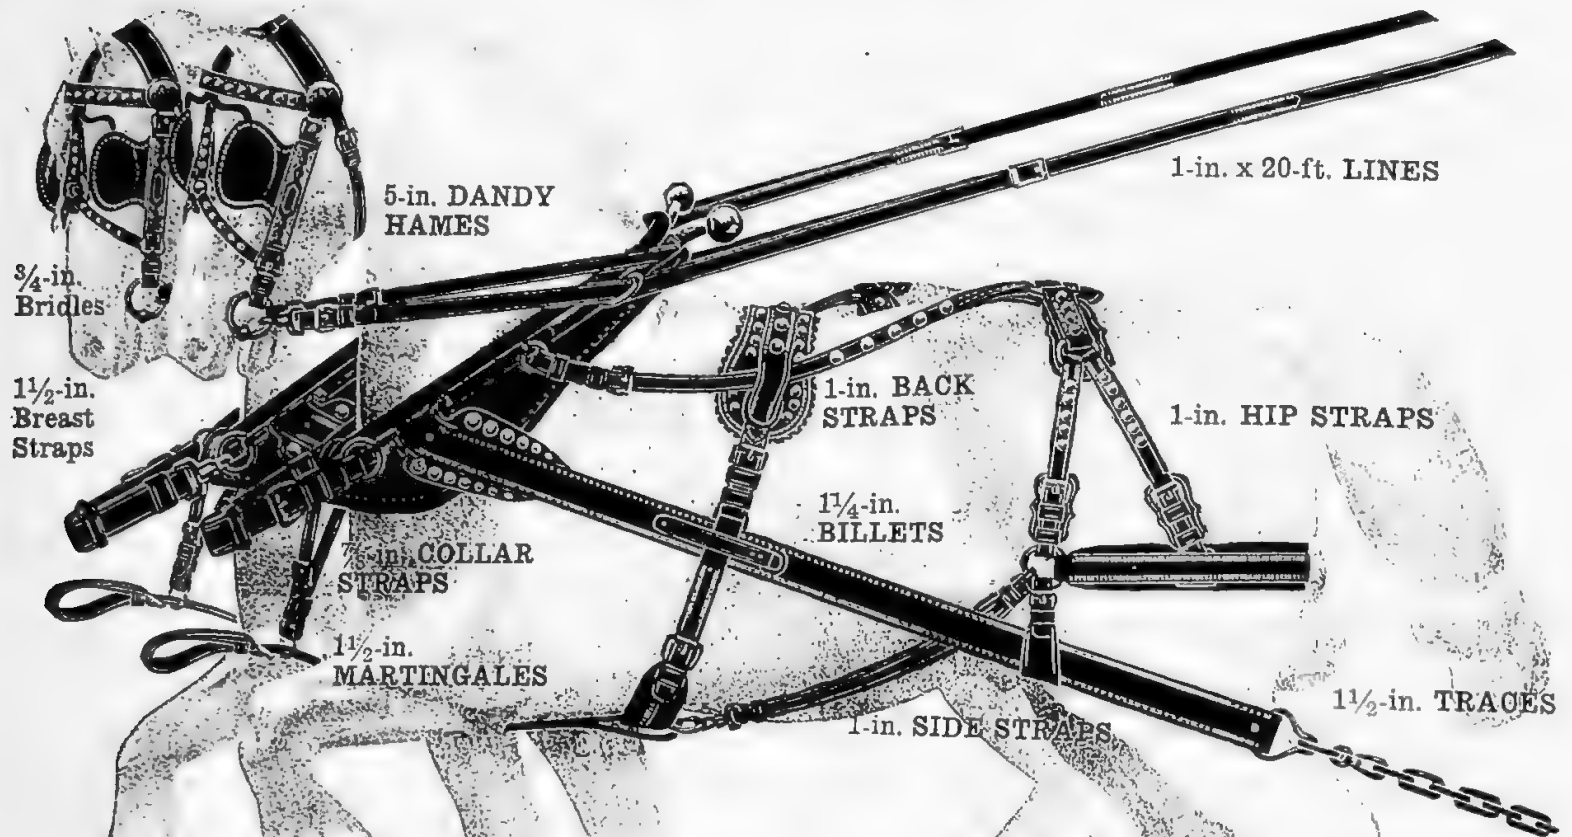 5-in. DANDY
HAMES
1-in. x 20-ft. LINES
¾-in.
Bridles
1½-in.
Breast
Straps
1-in. BACK
STRAPS
1-in. HIP STRAPS
1¼-in.
BILLETS
⅞-in. COLLAR
STRAPS
1½-in.
MARTINGALES
1-in. SIDE STRAPS
1½-in. TRACES